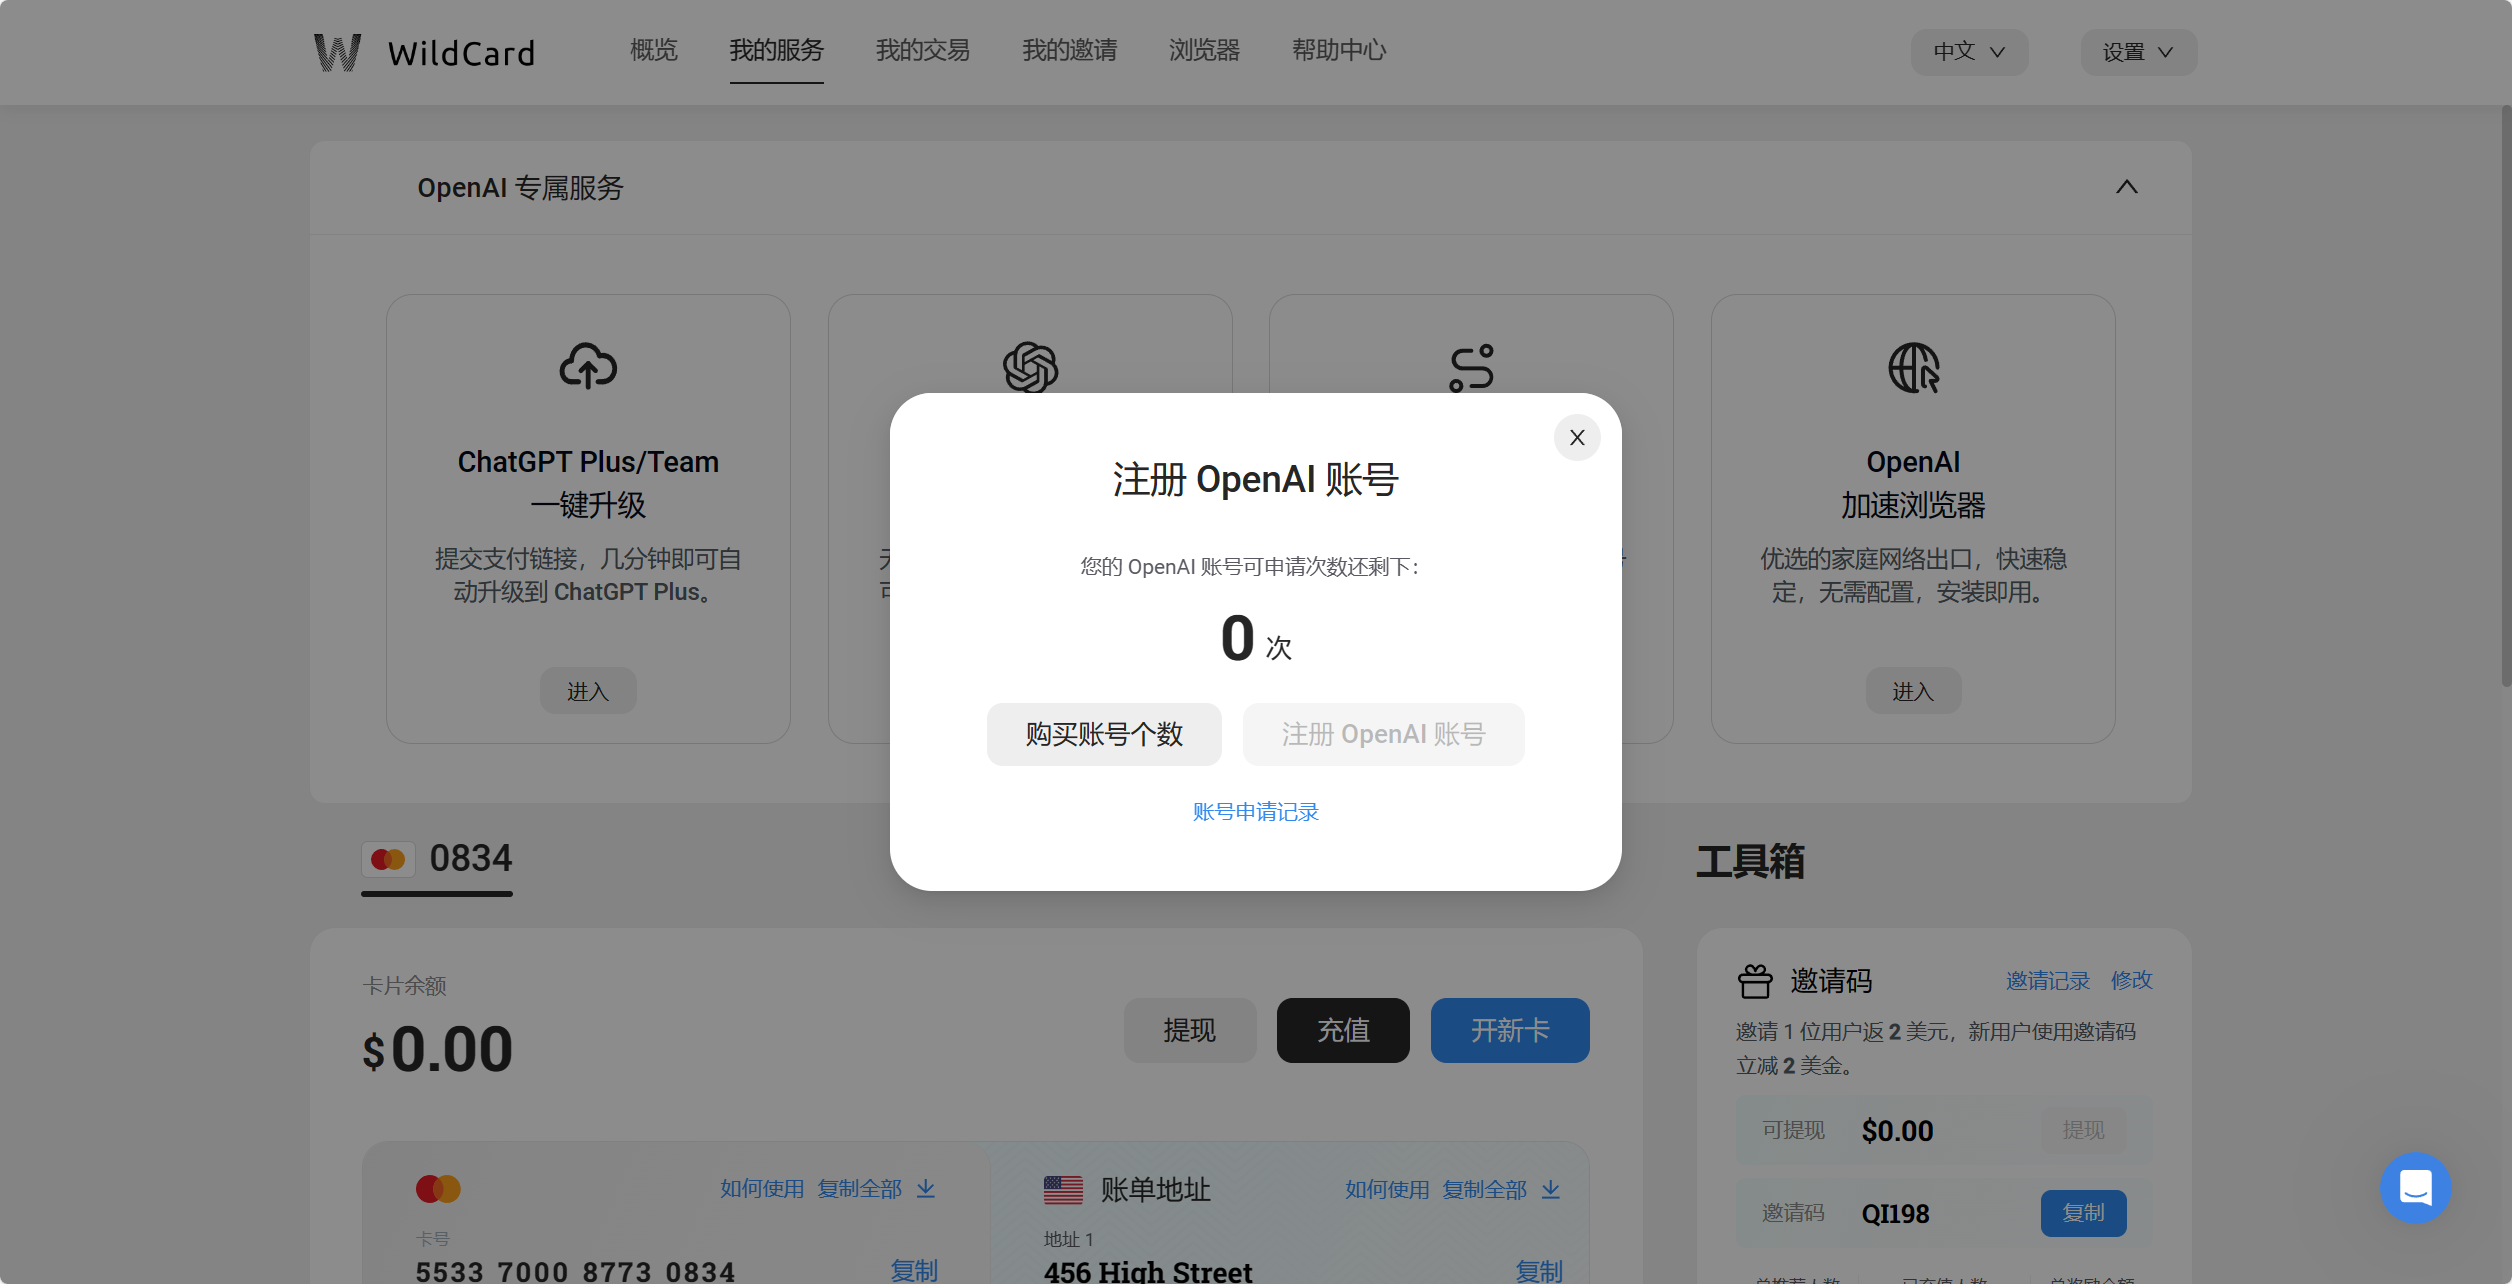 WildCard
概览
我的服务
我的交易
我的邀请
浏览器
帮助中心
中文
设置
OpenAI 专属服务
ChatGPT Plus/Team
一键升级
提交支付链接，几分钟即可自
动升级到 ChatGPT Plus。
进入
OpenAI
加速浏览器
优选的家庭网络出口，快速稳
定，无需配置，安装即用。
进入
注册 OpenAI 账号
您的 OpenAI 账号可申请次数还剩下：
0 次
购买账号个数
注册 OpenAI 账号
账号申请记录
0834
卡片余额
$0.00
提现
充值
开新卡
如何使用 复制全部
卡号
5533 7000 8773 0834
复制
账单地址
如何使用 复制全部
地址 1
456 High Street
复制
工具箱
邀请码
邀请记录 修改
邀请 1 位用户返 2 美元，新用户使用邀请码
立减 2 美金。
可提现 $0.00 提现
邀请码 QI198 复制